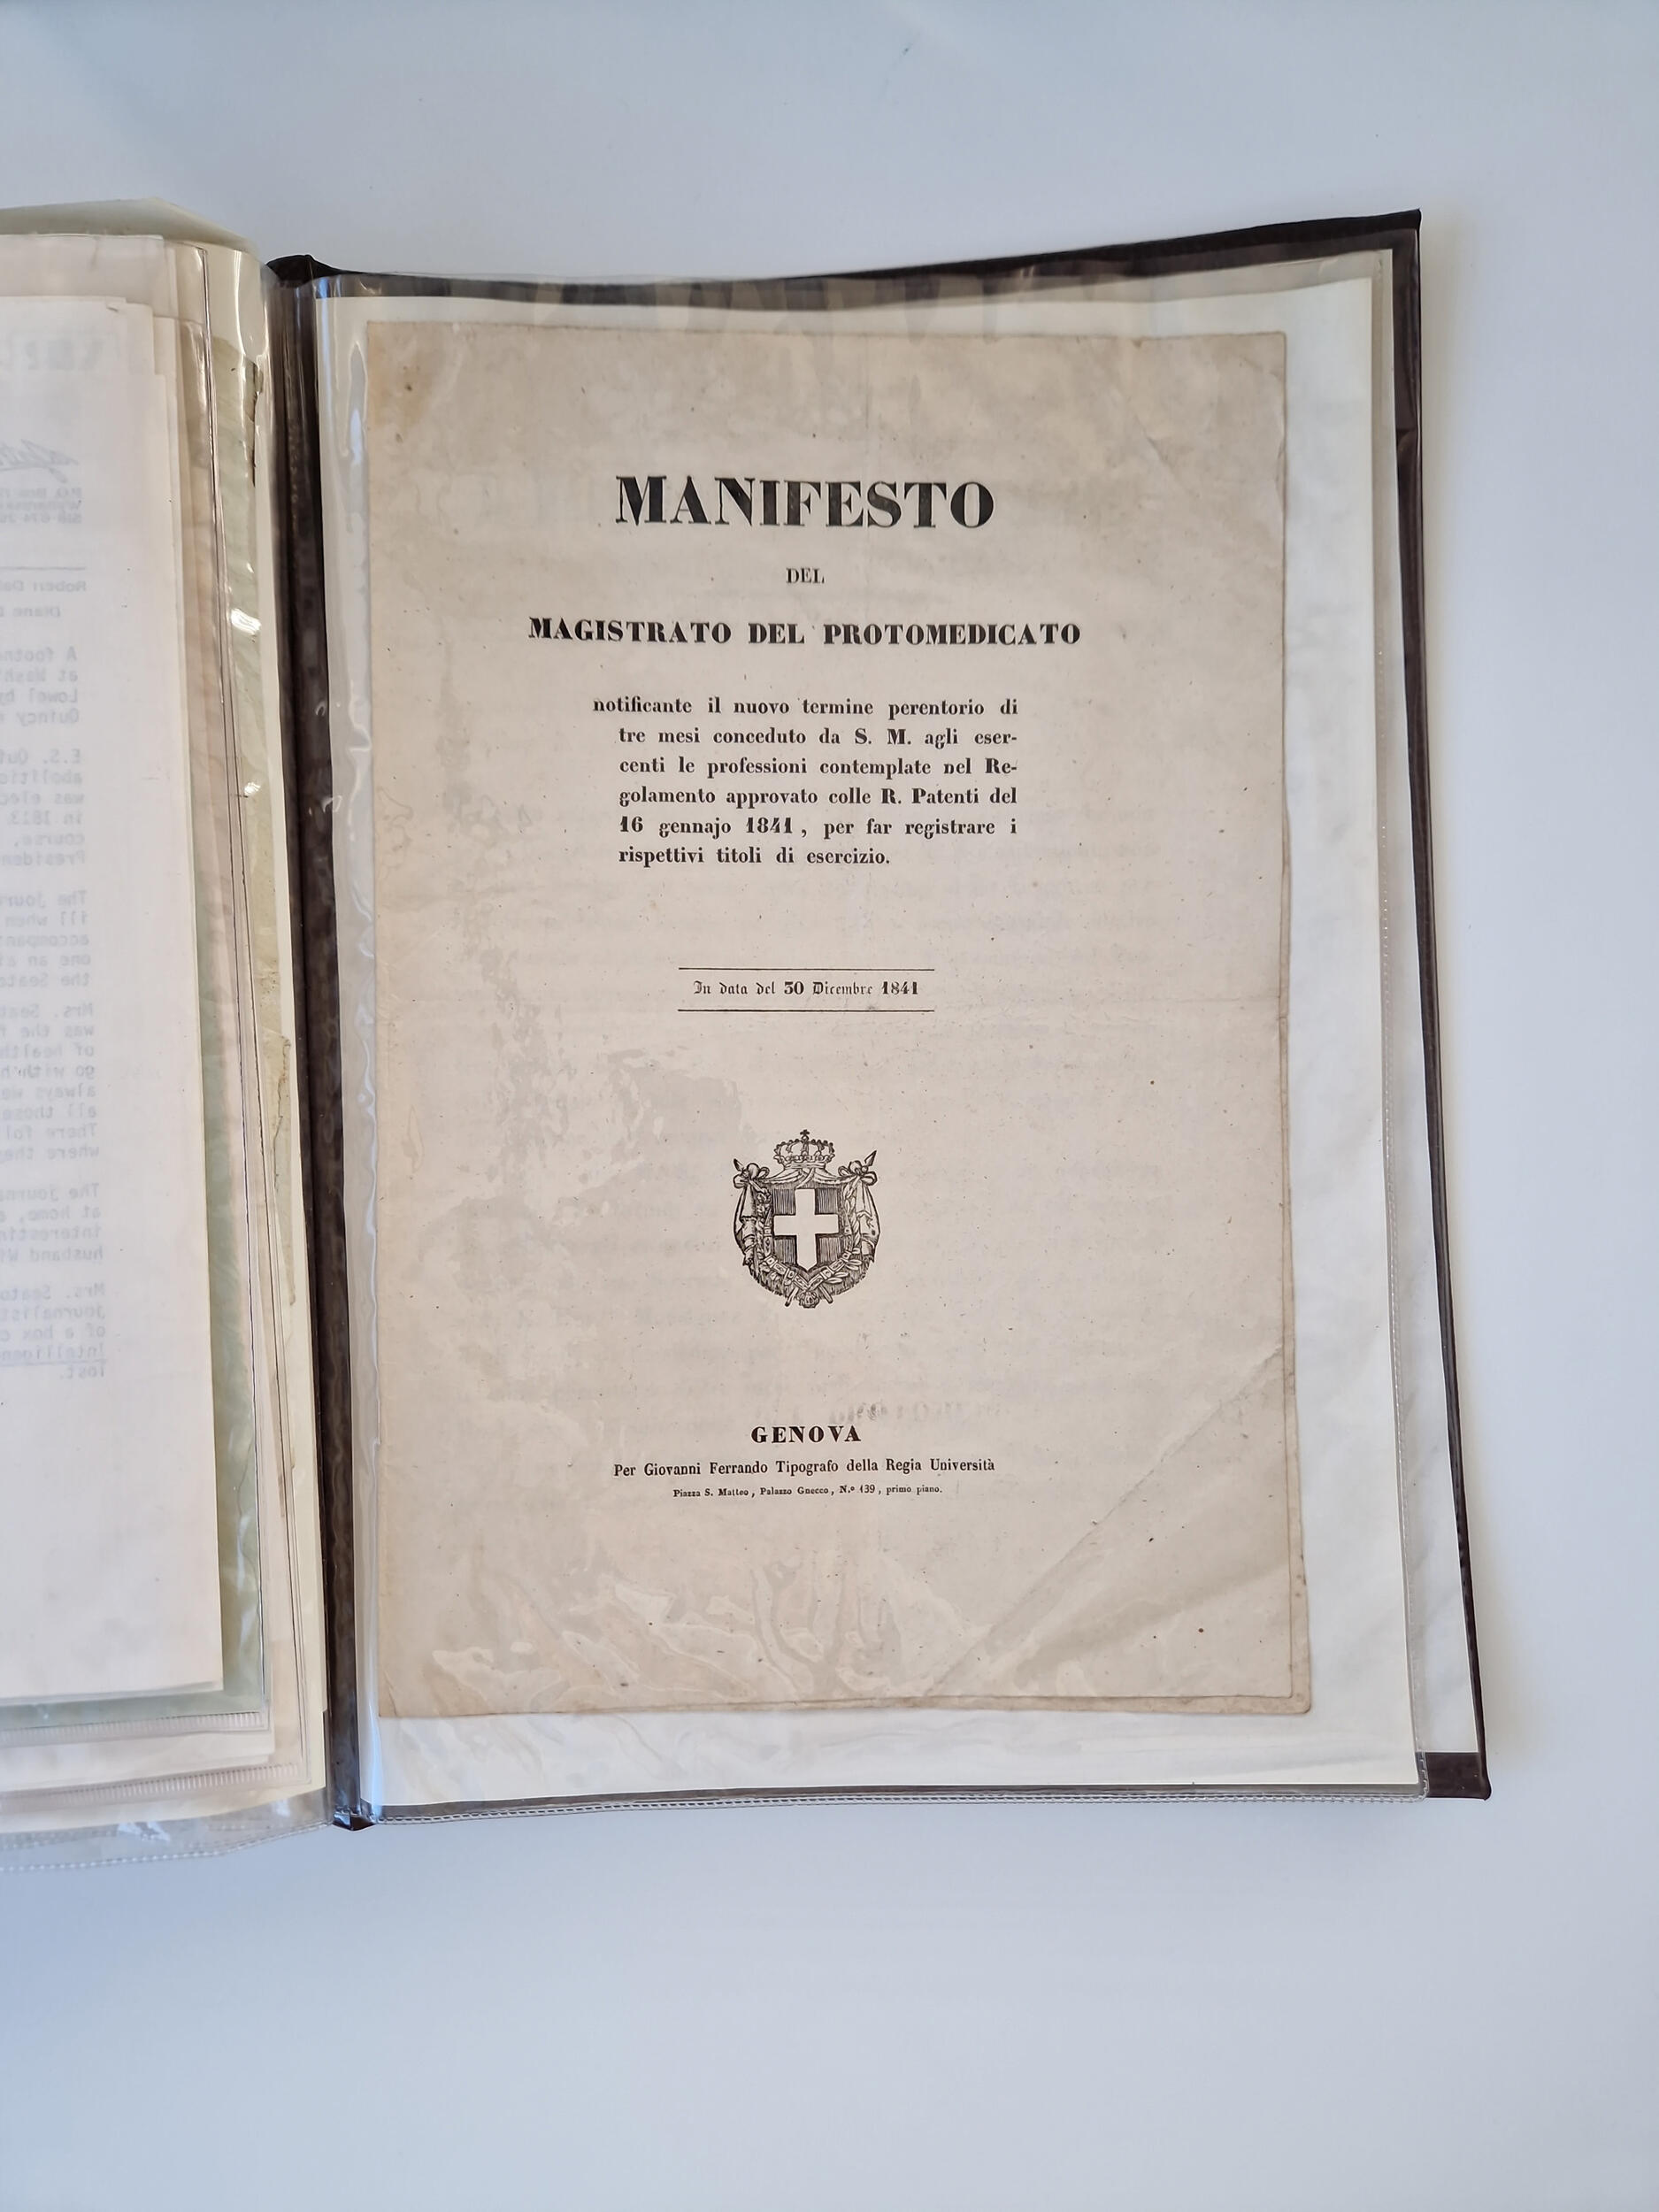 MANIFESTO
DEL
MAGISTRATO DEL PROTOMEDICATO
notificante il nuovo termine perentorio di
tre mesi conceduto da S. M. agli eser-
centi le professioni contemplate nel Re-
golamento approvato colle R. Patenti del
16 gennajo 1841, per far registrare i
rispettivi titoli di esercizio.
In data del 30 Dicembre 1841
GENOVA
Per Giovanni Ferrando Tipografo della Regia Università
Piazza S. Matteo, Palazzo Gnecco, N.º 139, primo piano.